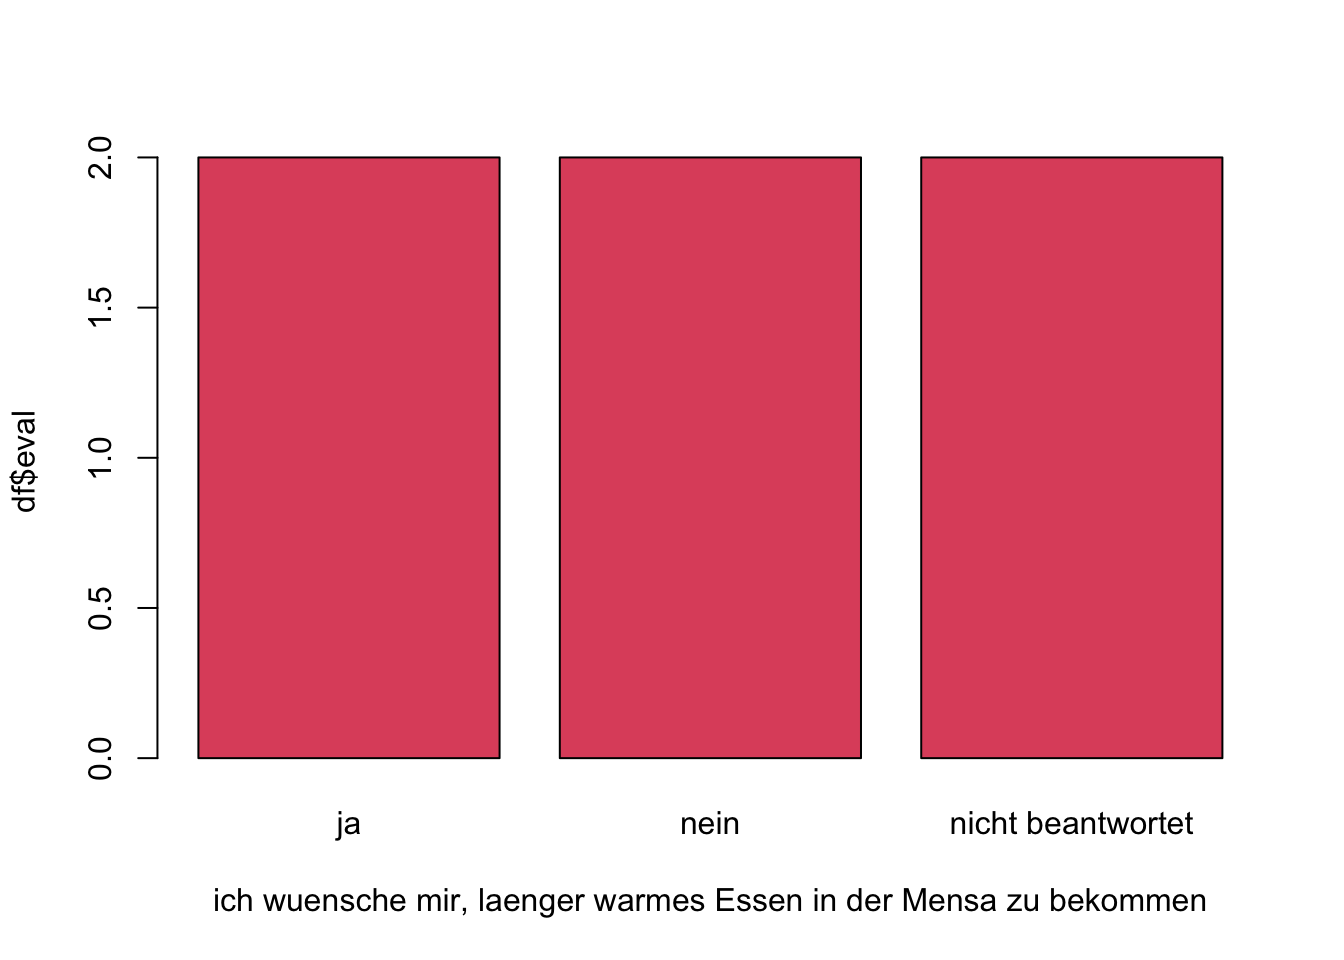 2.0
1.5
1.0
0.5
0.0
df$eval
ja nein nicht beantwortet
ich wuensche mir, laenger warmes Essen in der Mensa zu bekommen